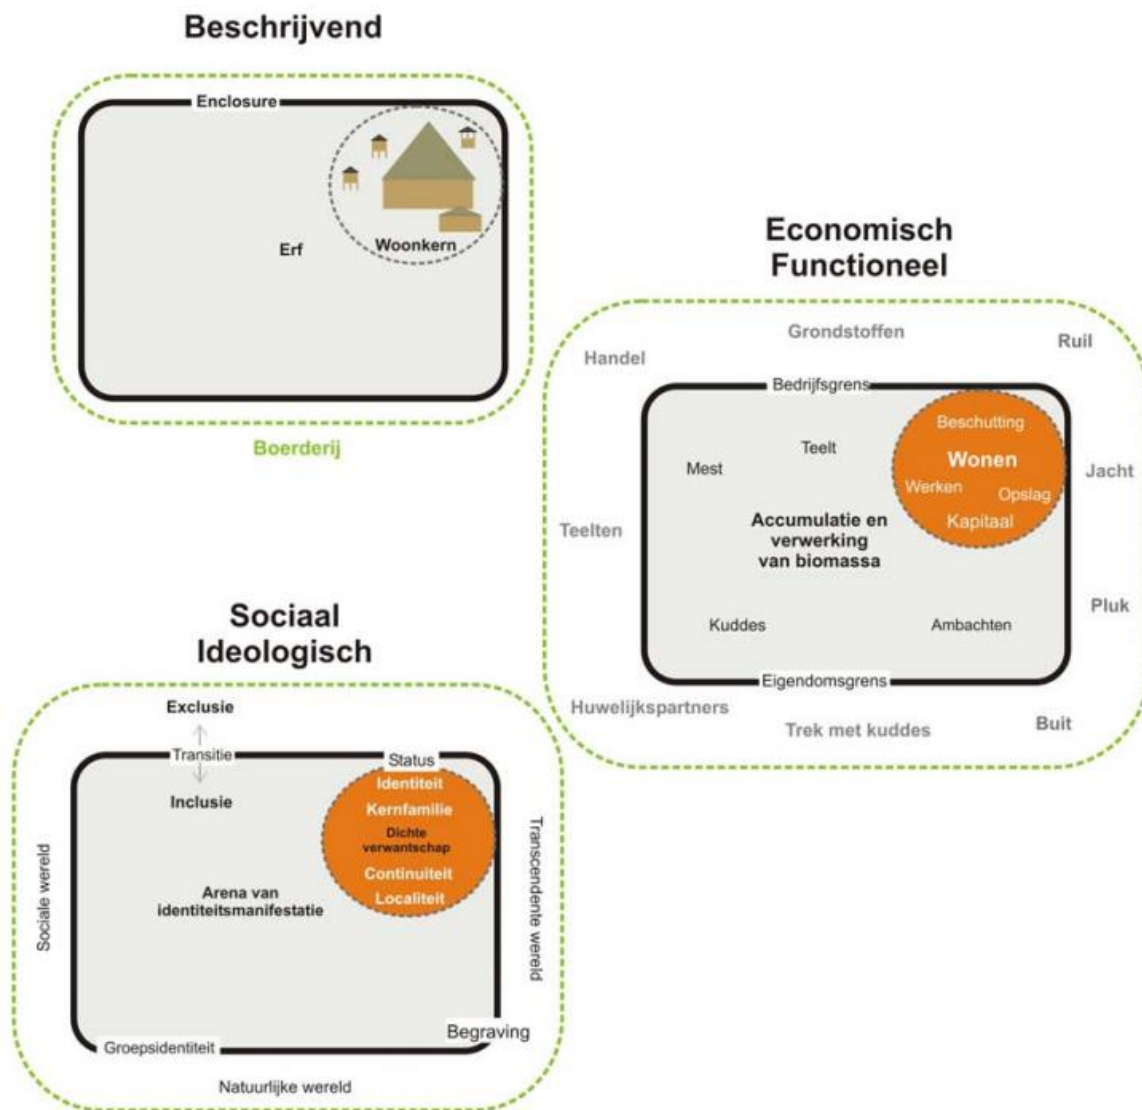 Beschrijvend
Enclosure
Erf
Woonkern
Boerderij
Economisch
Functioneel
Grondstoffen
Ruil
Handel
Bedrijfsgrens
Beschutting
Teelt
Wonen
Mest
Jacht
Werken
Opslag
Kapitaal
Accumulatie en
verwerking
van biomassa
Teelten
Pluk
Kuddes
Ambachten
Eigendomsgrens
Huwelijkspartners
Trek met kuddes
Buit
Sociaal
Ideologisch
Exclusie
Transitie
Status
Inclusie
Identiteit
Kernfamilie
Dichte
verwantschap
Continuiteit
Localiteit
Arena van
identiteitsmanifestatie
Sociale wereld
Transcendente wereld
Begraving
Groepsidentiteit
Natuurlijke wereld